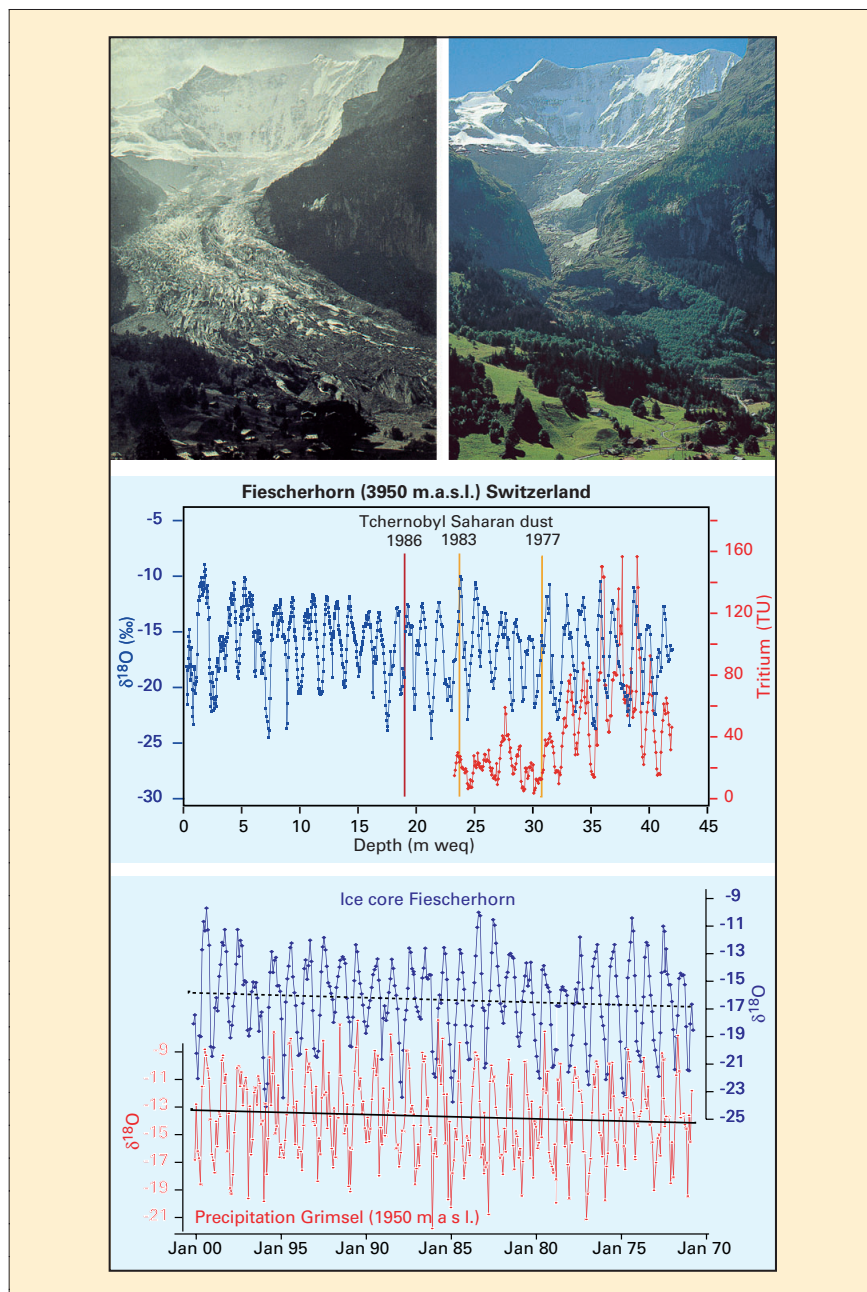 Fiescherhorn (3950 m.a.s.l.) Switzerland
Tchernobyl Saharan dust
1986 1983 1977
-5
-10
-15
-20
-25
-30
δ18O (‰)
160
120
80
40
0
Tritium (TU)
0 5 10 15 20 25 30 35 40 45
Depth (m weq)
Ice core Fiescherhorn
-9
-11
-13
-15
-17
-19
-21
-23
-25
δ18O
-9
-11
-13
-15
-17
-19
-21
δ18O
Precipitation Grimsel (1950 m a s l.)
Jan 00 Jan 95 Jan 90 Jan 85 Jan 80 Jan 75 Jan 70